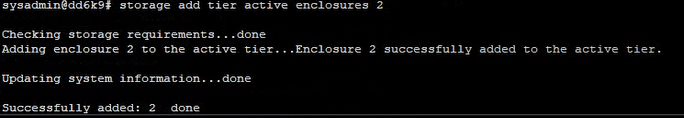 sysadmin@dd6k9# storage add tier active enclosures 2
Checking storage requirements...done
Adding enclosure 2 to the active tier...Enclosure 2 successfully added to the active tier.
Updating system information...done
Successfully added: 2  done